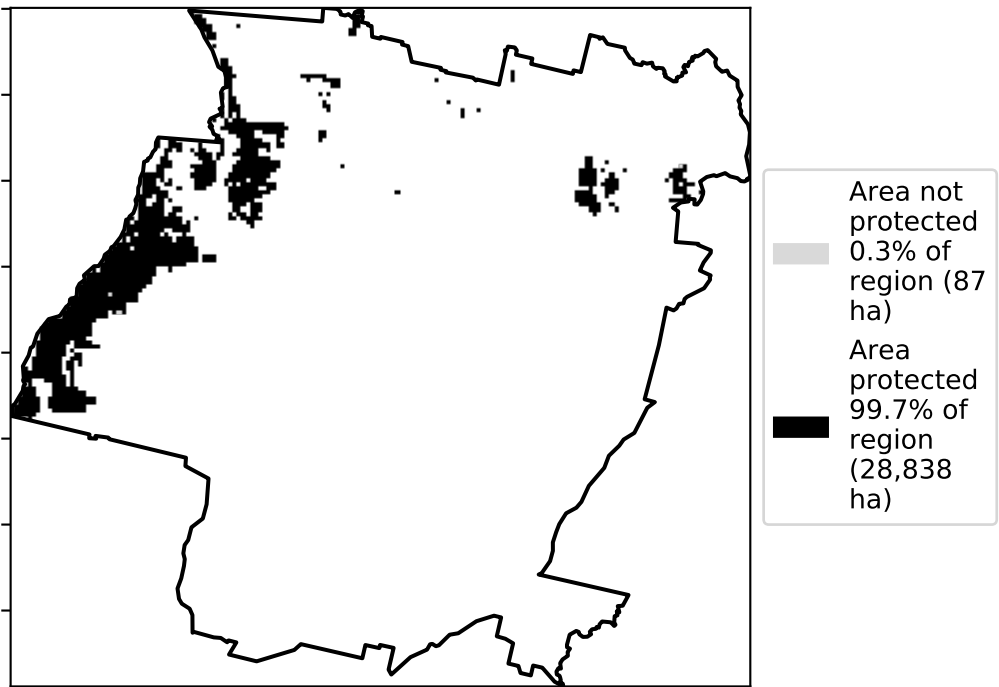 Area not
protected
0.3% of
region (87
ha)
Area
protected
99.7% of
region
(28,838
ha)